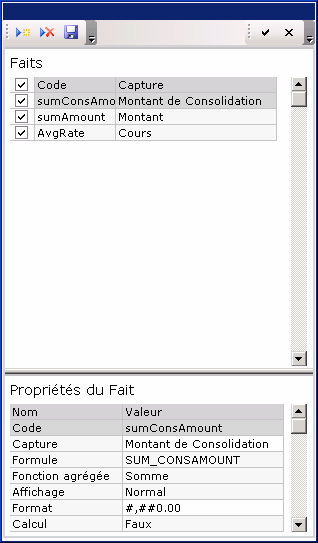 Faits
Code Capture
sumConsAmo Montant de Consolidation
sumAmount Montant
AvgRate Cours
Propriétés du Fait
Nom Valeur
Code sumConsAmount
Capture Montant de Consolidation
Formule SUM_CONSAMOUNT
Fonction agrégée Somme
Affichage Normal
Format #,##0.00
Calcul Faux